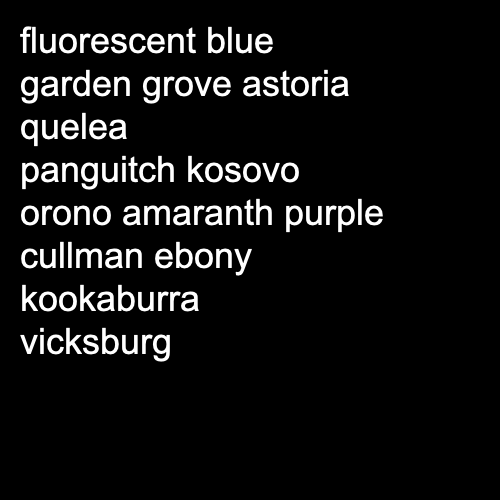 fluorescent blue
garden grove astoria
quelea
panguitch kosovo
orono amaranth purple
cullman ebony
kookaburra
vicksburg